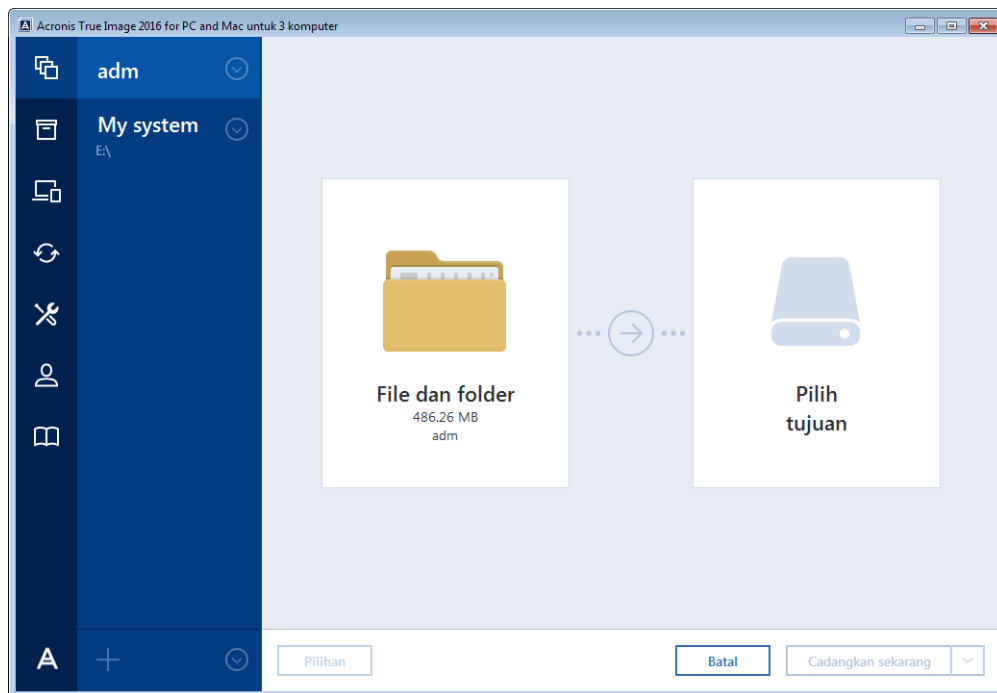 Acronis True Image 2016 for PC and Mac untuk 3 komputer
adm
My system
E:\
File dan folder
486.26 MB
adm
Pilih
tujuan
Pilihan
Batal
Cadangkan sekarang